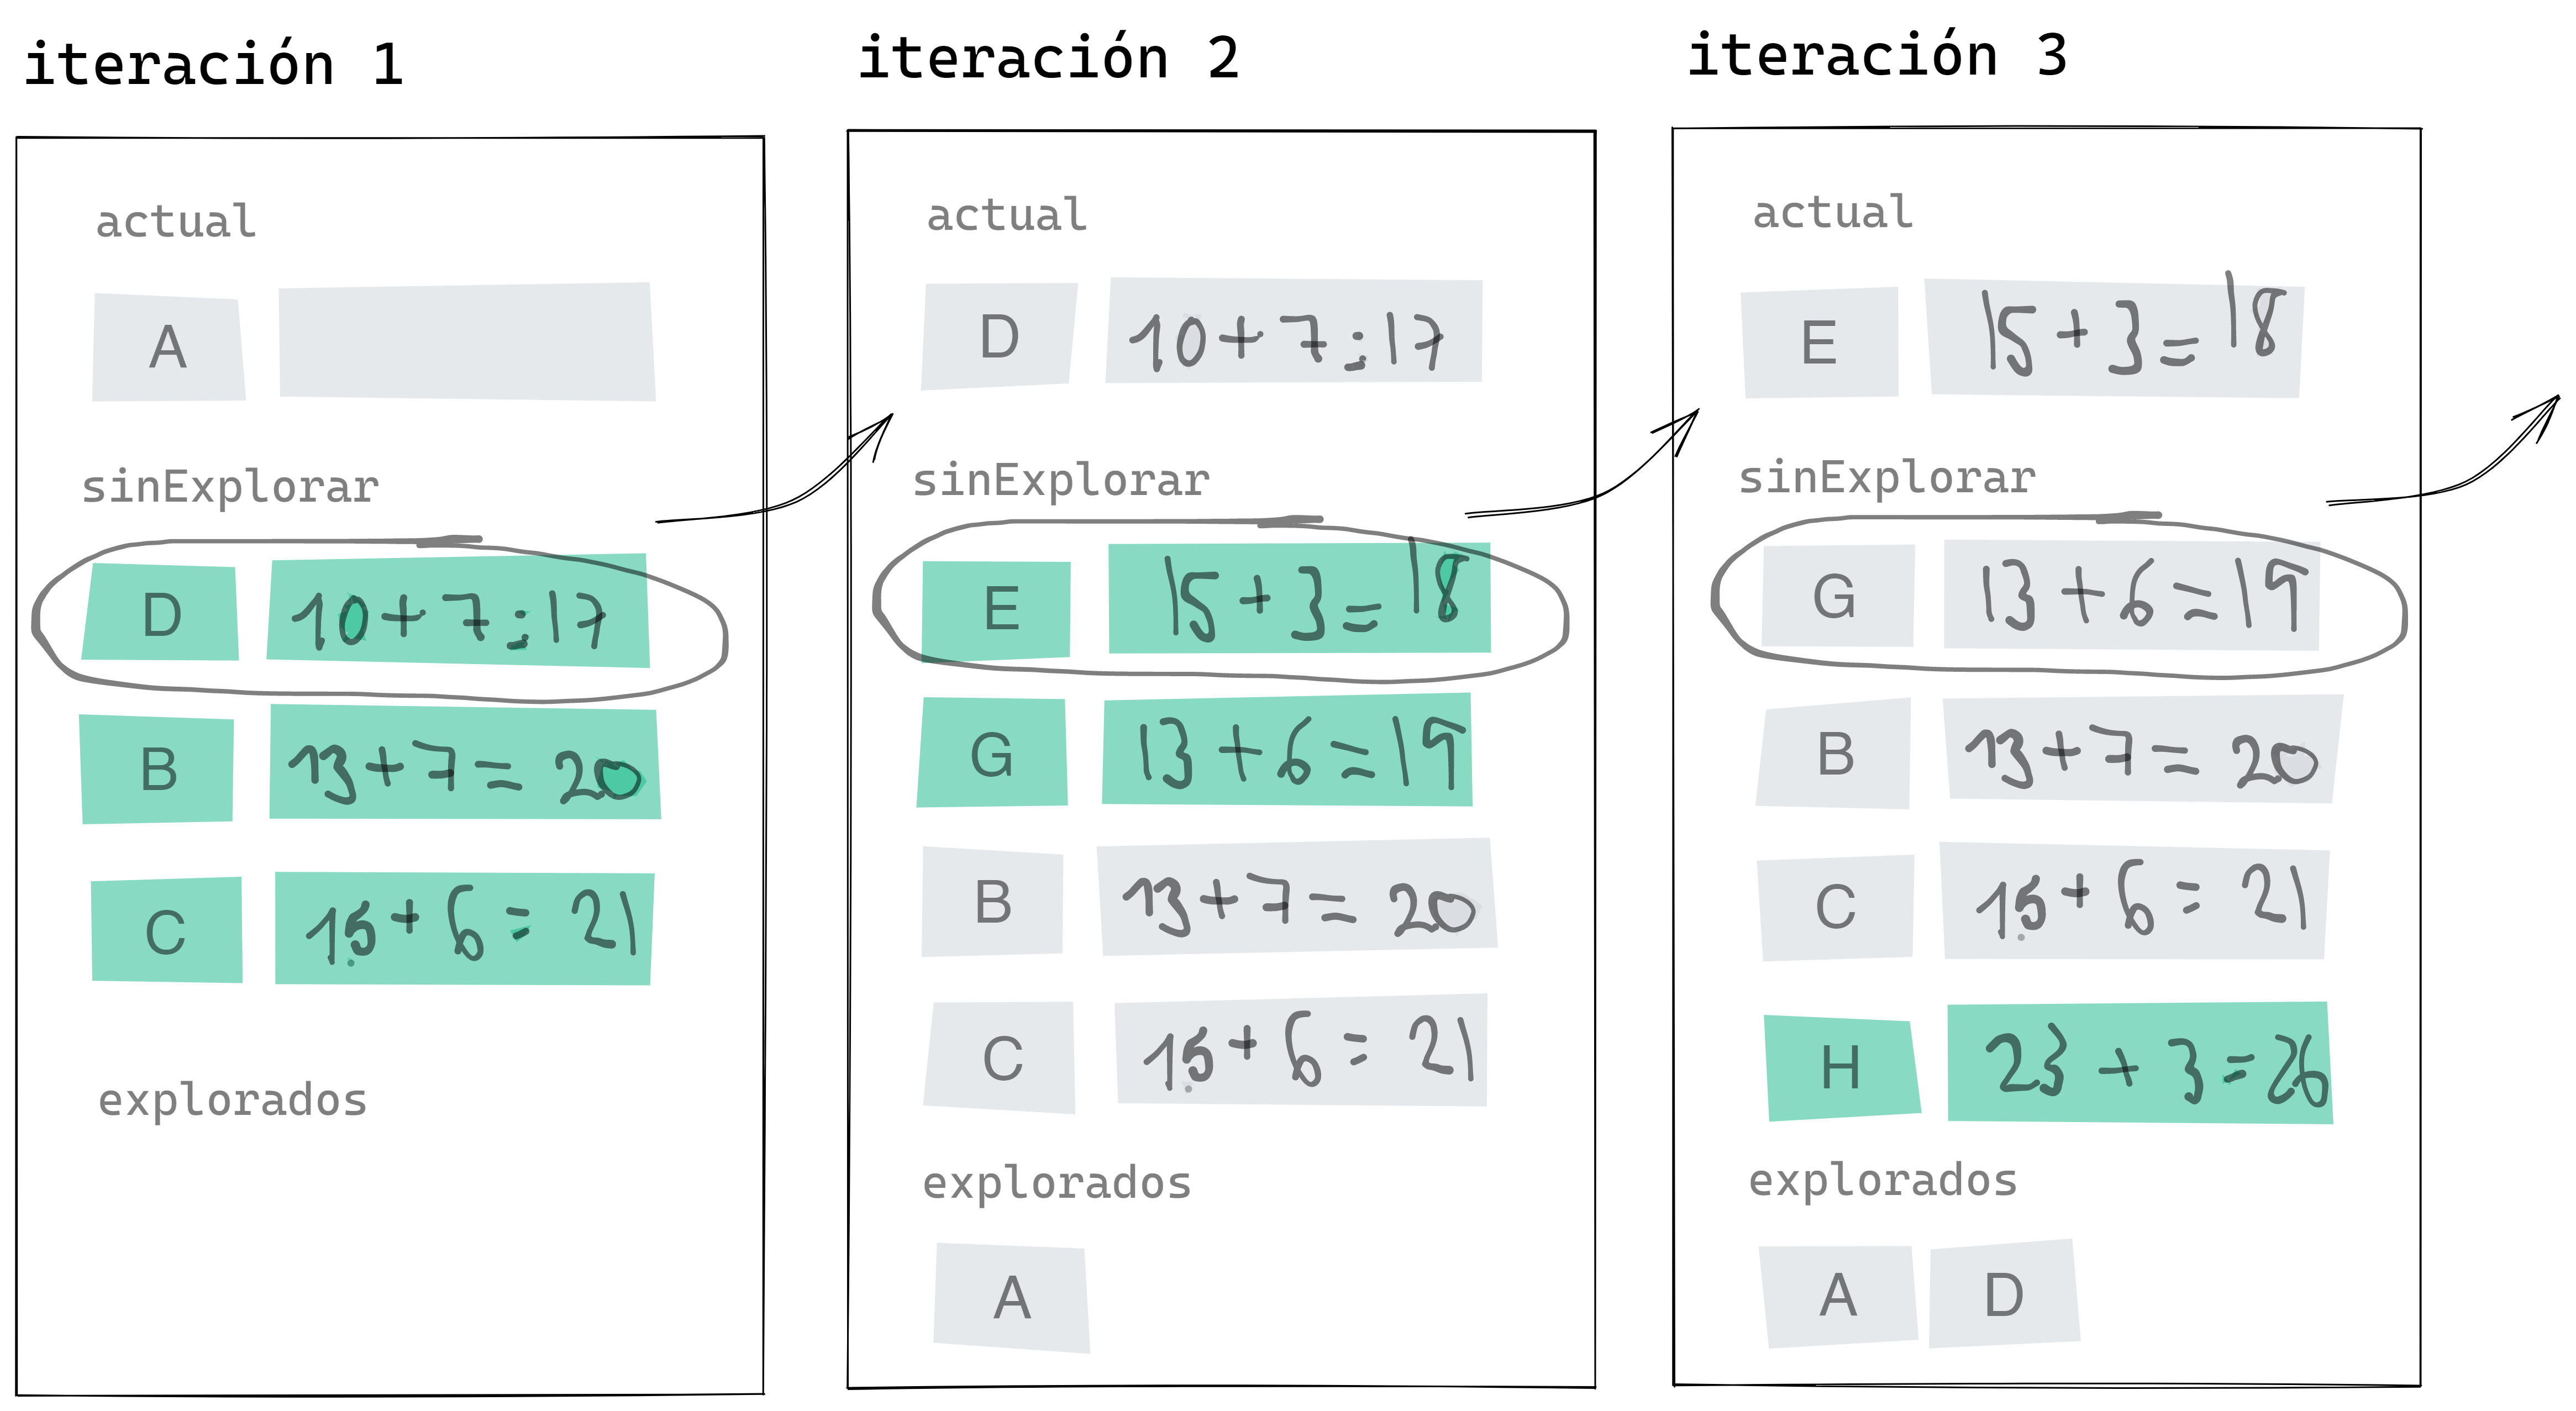 iteración 1
actual
A
sinExplorar
D 10+7=17
B 13+7=20
C 15+6=21
explorados
iteración 2
actual
D 10+7=17
sinExplorar
E 15+3=18
G 13+6=19
B 13+7=20
C 15+6=21
explorados
A
iteración 3
actual
E 15+3=18
sinExplorar
G 13+6=19
B 13+7=20
C 15+6=21
H 23+3=26
explorados
A D